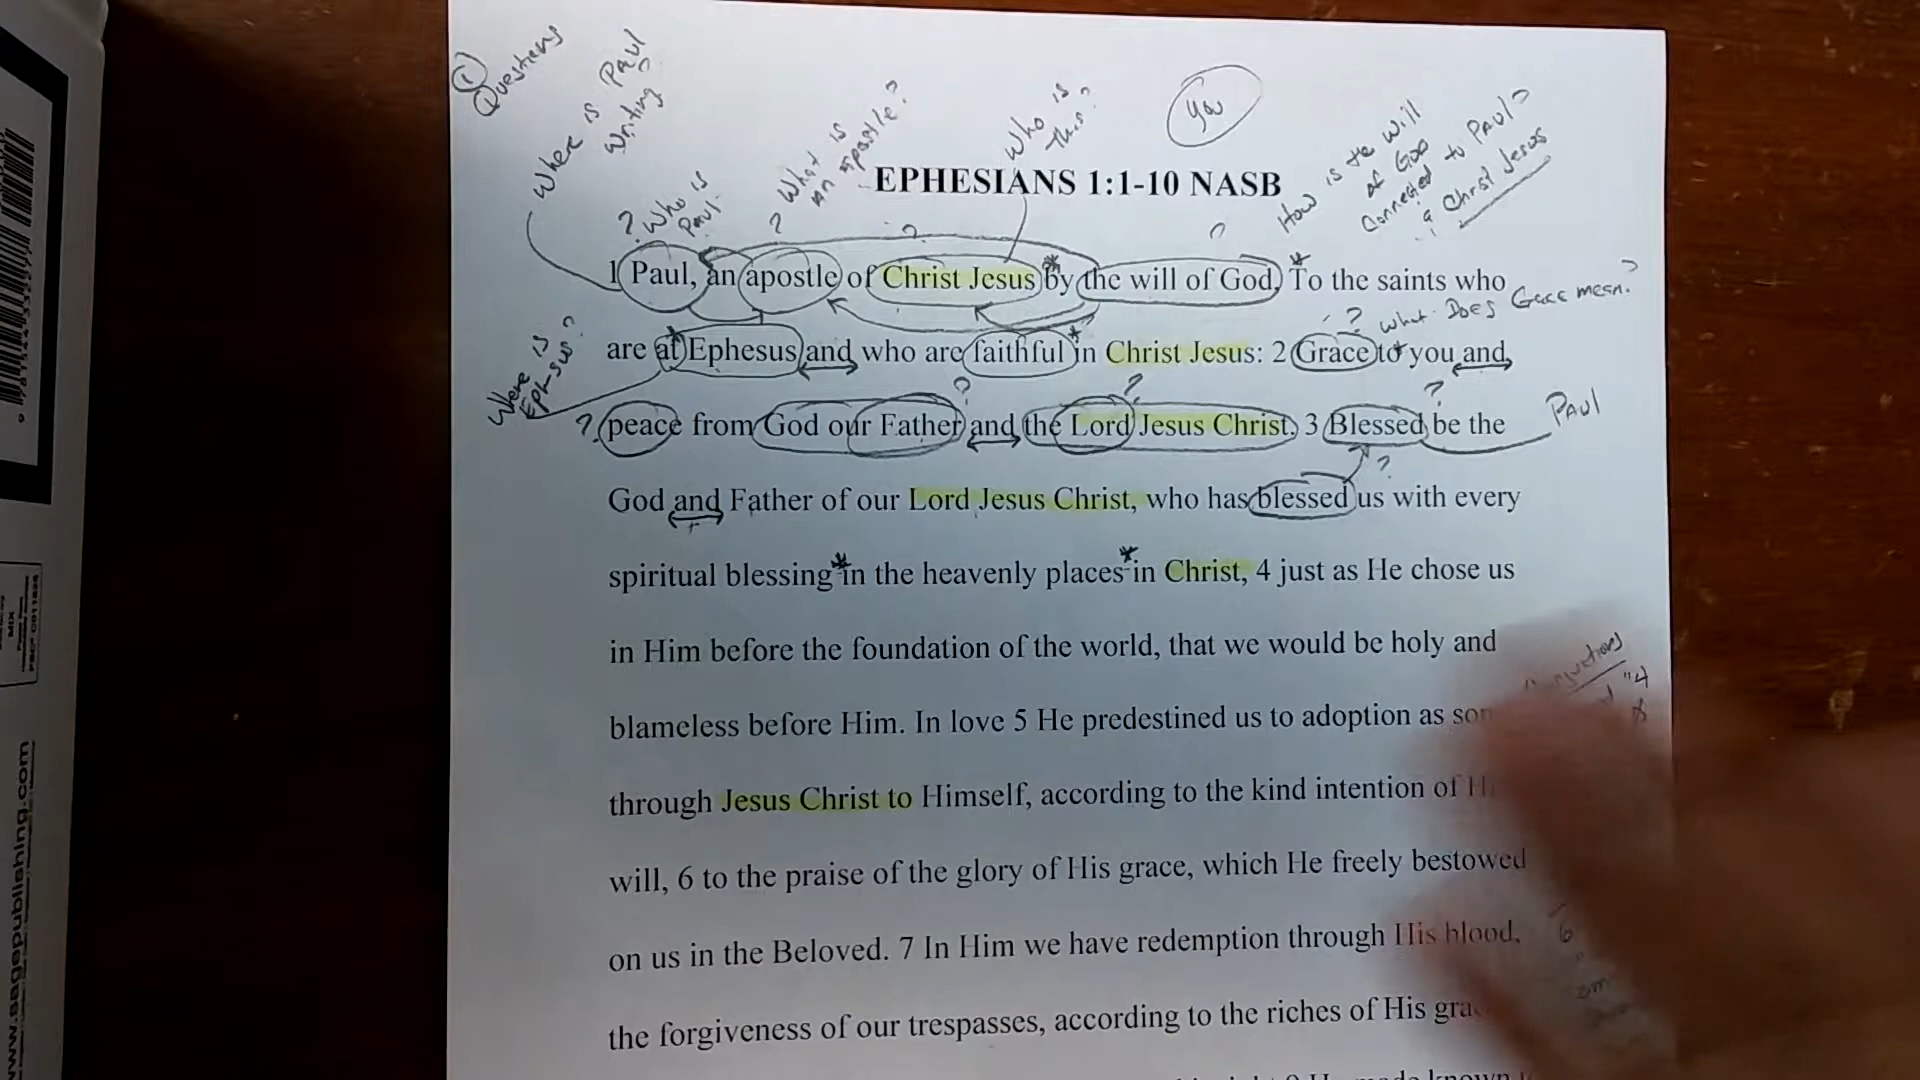 ① Questions
Where is Paul writing?
? Who is Paul
? What is an apostle?
Who is this?
You
How is the will of God connected to Paul? & Christ Jesus
EPHESIANS 1:1-10 NASB
1 Paul, an apostle of Christ Jesus by the will of God, To the saints who
What Does Grace mean?
are at Ephesus and who are faithful in Christ Jesus: 2 Grace to you and
Where is Ephesus?
peace from God our Father and the Lord Jesus Christ. 3 Blessed be the
Paul
God and Father of our Lord Jesus Christ, who has blessed us with every
spiritual blessing in the heavenly places in Christ, 4 just as He chose us
in Him before the foundation of the world, that we would be holy and
blameless before Him. In love 5 He predestined us to adoption as
through Jesus Christ to Himself, according to the kind intention of
will, 6 to the praise of the glory of His grace, which He freely bestowed
on us in the Beloved. 7 In Him we have redemption through His blood,
the forgiveness of our trespasses, according to the riches of His
www.sagepublishing.com
MIX